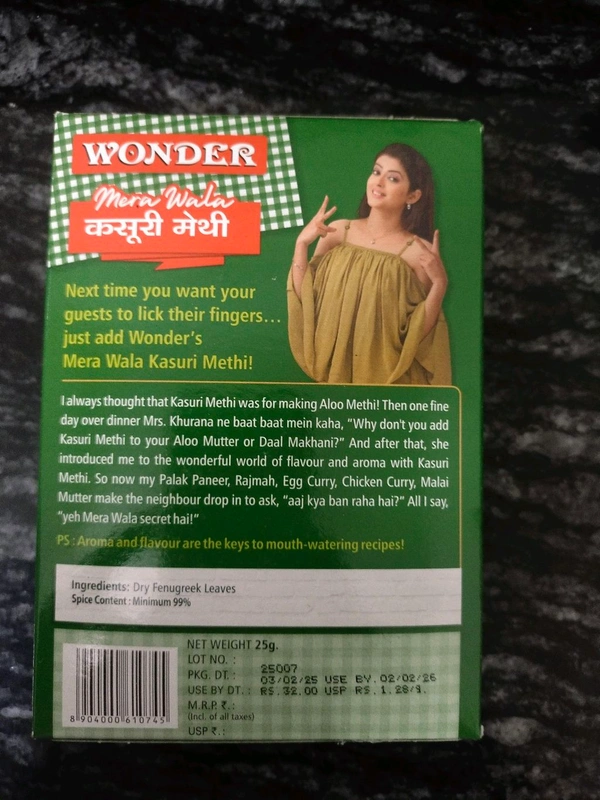 WONDER
Mera Wala
कसूरी मेथी
Next time you want your
guests to lick their fingers...
just add Wonder's
Mera Wala Kasuri Methi!
I always thought that Kasuri Methi was for making Aloo Methi! Then one fine
day over dinner Mrs. Khurana ne baat baat mein kaha, "Why don't you add
Kasuri Methi to your Aloo Mutter or Daal Makhani?" And after that, she
introduced me to the wonderful world of flavour and aroma with Kasuri
Methi. So now my Palak Paneer, Rajmah, Egg Curry, Chicken Curry, Malai
Mutter make the neighbour drop in to ask, "aaj kya ban raha hai?" All I say,
"yeh Mera Wala secret hai!"
PS : Aroma and flavour are the keys to mouth-watering recipes!
Ingredients: Dry Fenugreek Leaves
Spice Content : Minimum 99%
NET WEIGHT 25g.
LOT NO. :
25007
PKG. DT. :
03/02/25 USE BY. 02/02/26
USE BY DT. :
RS. 32.00 USP RS. 1.28/g.
M.R.P. ₹. :
(Incl. of all taxes)
USP ₹. :
8 904000 610745